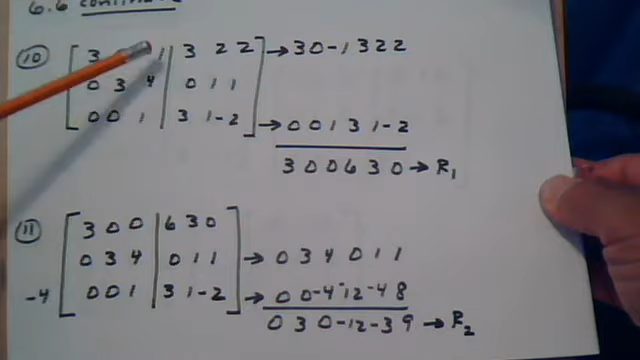 6.6 continued
⑩ 3 1 | 3 2 2 → 3 0 -1 3 2 2
0 3 4 | 0 1 1
0 0 1 | 3 1 -2 → 0 0 1 3 1 -2
3 0 0 6 3 0 → R1
⑪ 3 0 0 | 6 3 0
0 3 4 | 0 1 1 → 0 3 4 0 1 1
-4 0 0 1 | 3 1 -2 → 0 0 -4 -12 -4 8
0 3 0 -12 -3 9 → R2